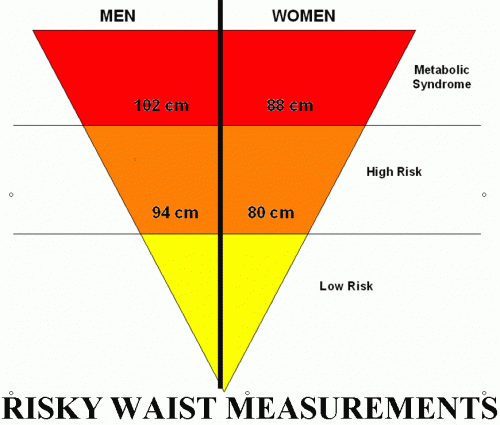 MEN WOMEN
Metabolic
Syndrome
102 cm 88 cm
High Risk
94 cm 80 cm
Low Risk
RISKY WAIST MEASUREMENTS